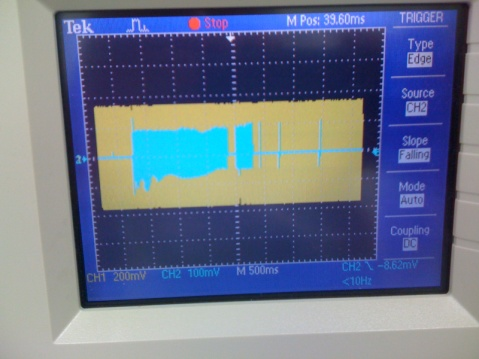 Tek Stop M Pos: 39.60ms TRIGGER
Type
Edge
Source
CH2
Slope
Falling
Mode
Auto
Coupling
DC
2
CH1 200mV CH2 100mV M 500ms CH2 \ -8.62mV
<10Hz